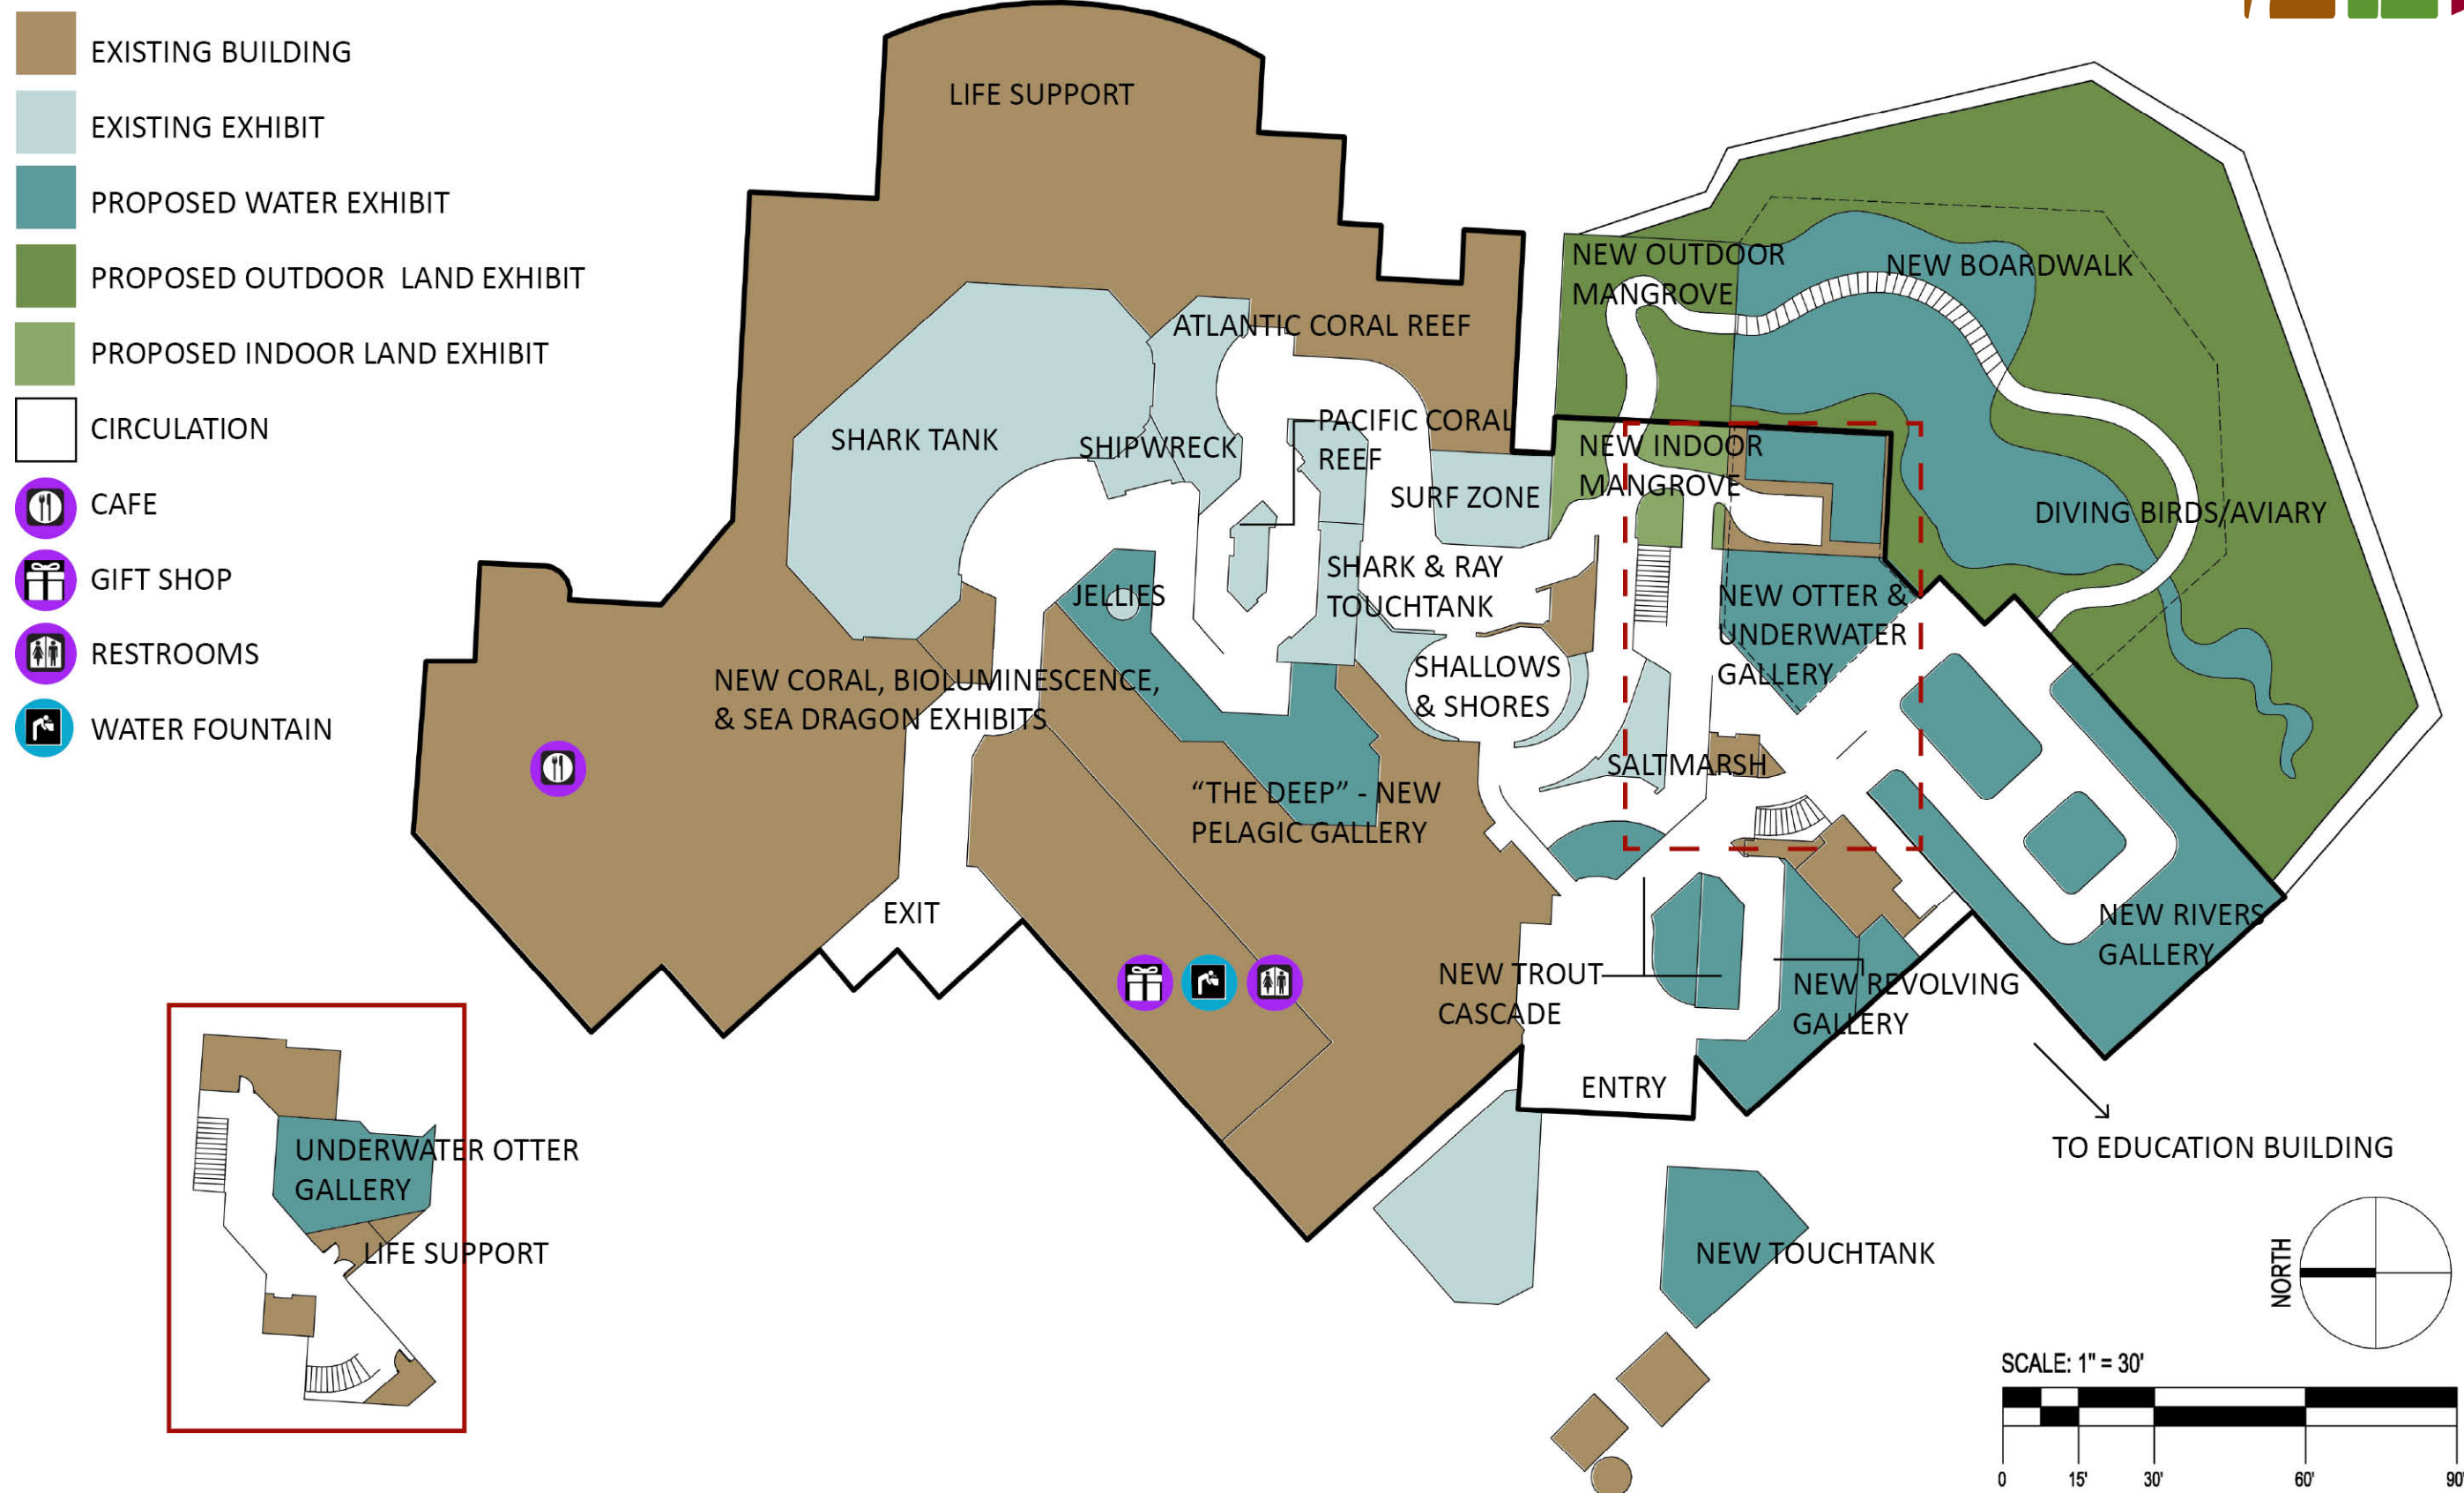 EXISTING BUILDING
EXISTING EXHIBIT
PROPOSED WATER EXHIBIT
PROPOSED OUTDOOR  LAND EXHIBIT
PROPOSED INDOOR LAND EXHIBIT
CIRCULATION
CAFE
GIFT SHOP
RESTROOMS
WATER FOUNTAIN
LIFE SUPPORT
ATLANTIC CORAL REEF
SHARK TANK
SHIPWRECK
PACIFIC CORAL
REEF
SURF ZONE
NEW OUTDOOR
MANGROVE
NEW BOARDWALK
NEW INDOOR
MANGROVE
DIVING BIRDS/AVIARY
JELLIES
SHARK & RAY
TOUCHTANK
NEW OTTER &
UNDERWATER
GALLERY
NEW CORAL, BIOLUMINESCENCE,
& SEA DRAGON EXHIBITS
SHALLOWS
& SHORES
SALTMARSH
“THE DEEP” - NEW
PELAGIC GALLERY
EXIT
NEW TROUT
CASCADE
NEW REVOLVING
GALLERY
NEW RIVERS
GALLERY
ENTRY
TO EDUCATION BUILDING
NEW TOUCHTANK
UNDERWATER OTTER
GALLERY
LIFE SUPPORT
NORTH
SCALE: 1" = 30'
0 15' 30' 60' 90'